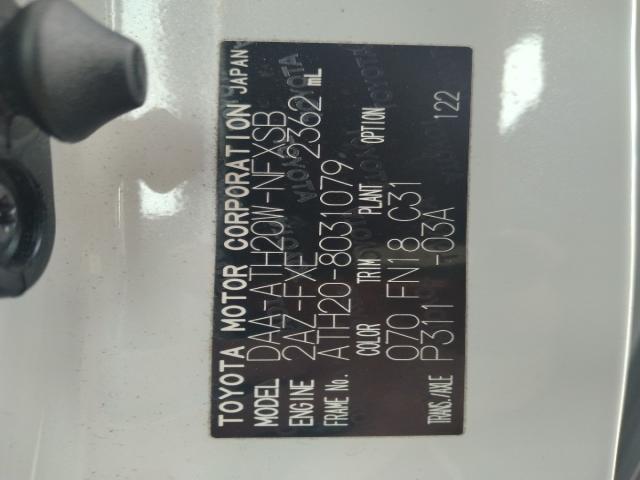 TOYOTA MOTOR CORPORATION JAPAN
MODEL DAA-ATH20W-NFXSB
ENGINE 2AZ-FXE 2362 mL
FRAME No. ATH20-8031079
COLOR TRIM PLANT OPTION
070 FN18 C31 122
TRANS./AXLE P311 -03A